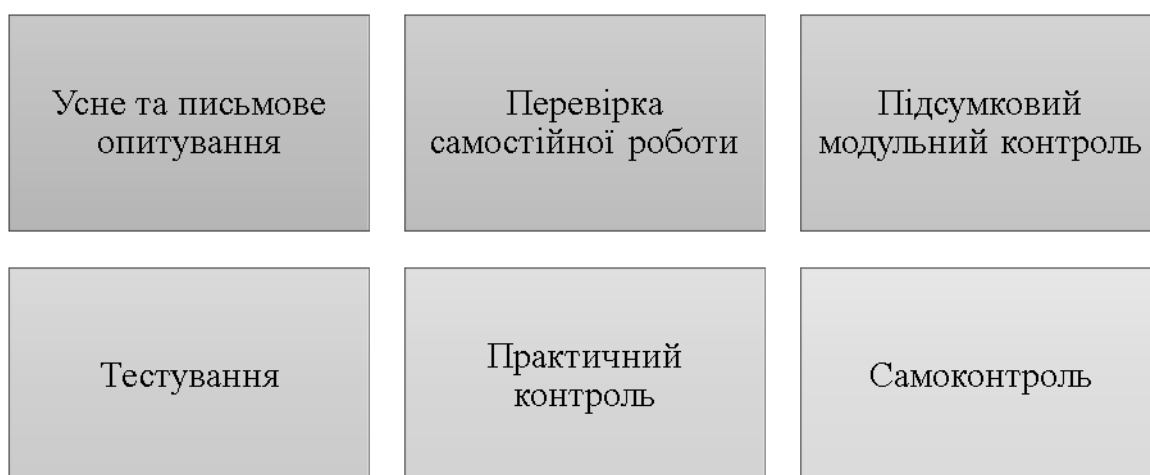 Усне та письмове
опитування
Перевірка
самостійної роботи
Підсумковий
модульний контроль
Тестування
Практичний
контроль
Самоконтроль